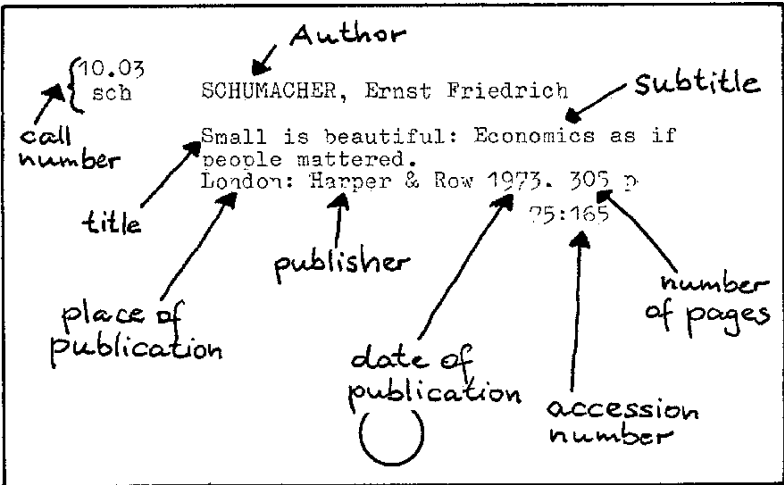 Author
10.03
sch
SCHUMACHER, Ernst Friedrich
subtitle
call
number
Small is beautiful: Economics as if
people mattered.
London: Harper & Row 1973. 305 p
75:165
title
publisher
number
of pages
place of
publication
date of
publication
accession
number